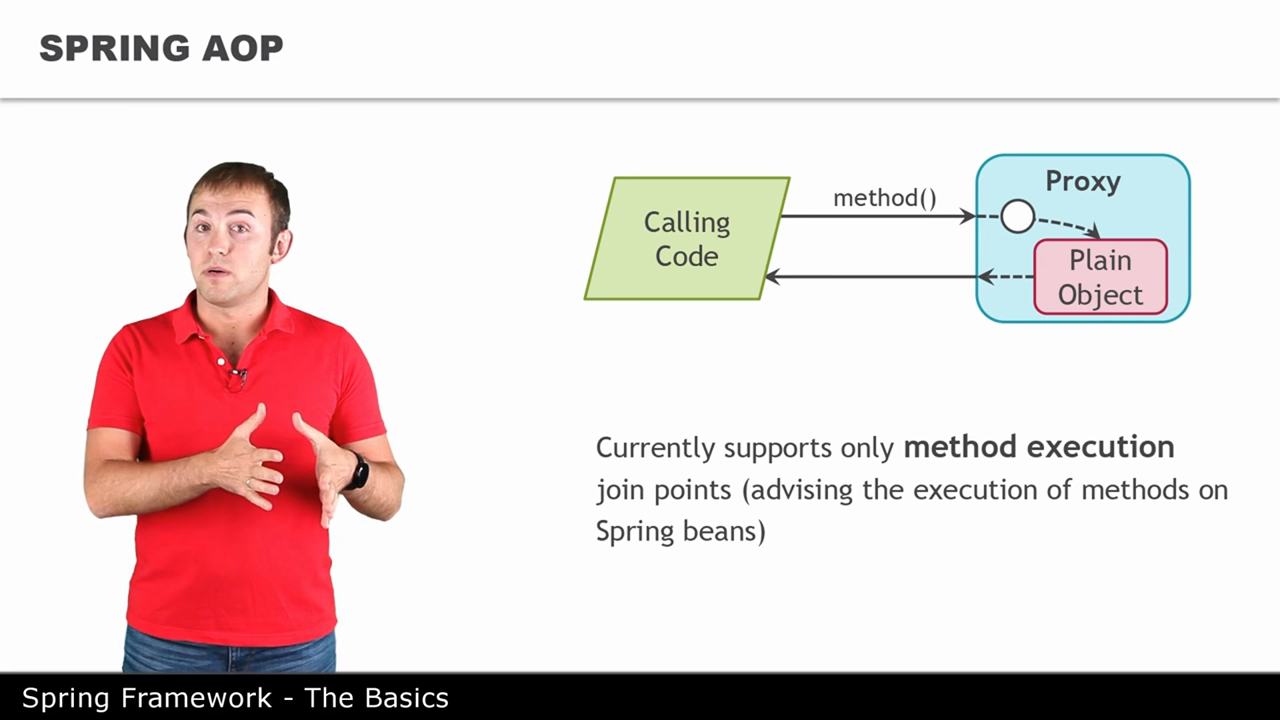 SPRING AOP
Calling
Code
method()
Proxy
Plain
Object
Currently supports only method execution
join points (advising the execution of methods on
Spring beans)
Spring Framework - The Basics